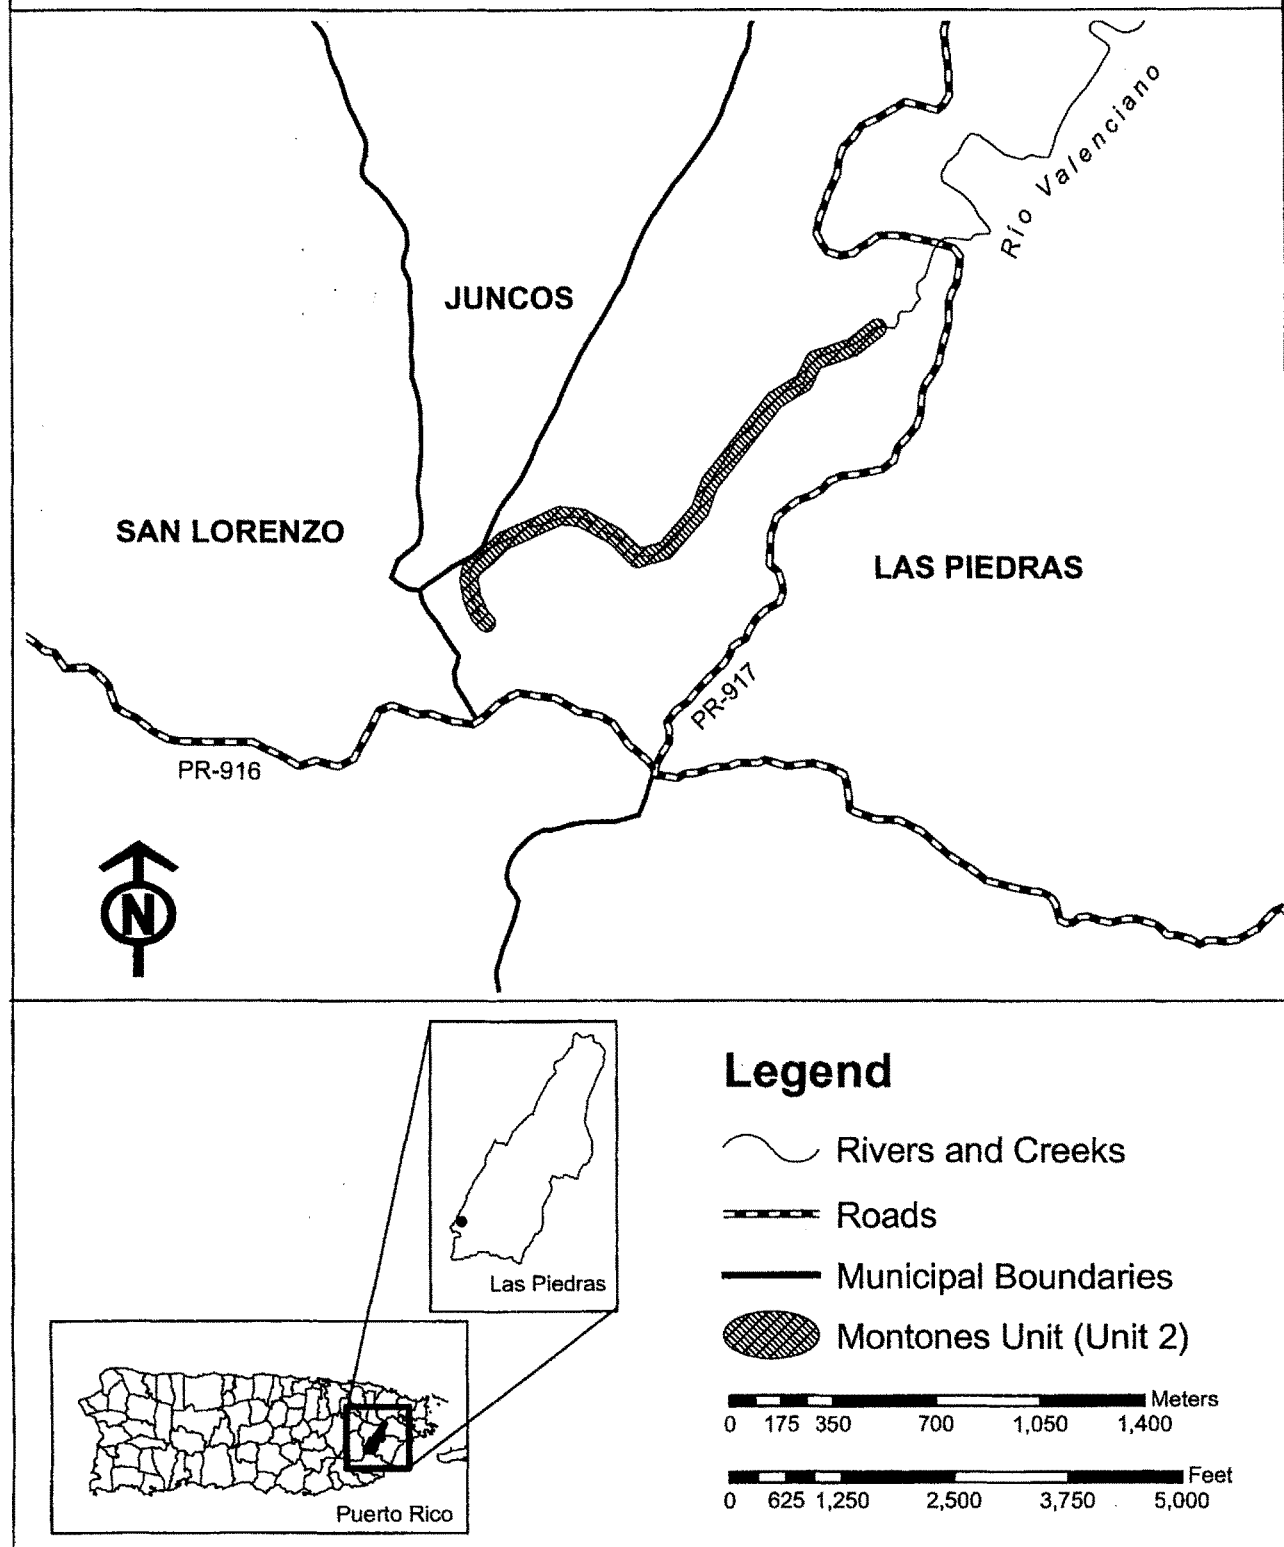 Río Valenciano
JUNCOS
SAN LORENZO
LAS PIEDRAS
PR-917
PR-916
N
Las Piedras
Puerto Rico
Legend
Rivers and Creeks
Roads
Municipal Boundaries
Montones Unit (Unit 2)
Meters
0 175 350 700 1,050 1,400
Feet
0 625 1,250 2,500 3,750 5,000